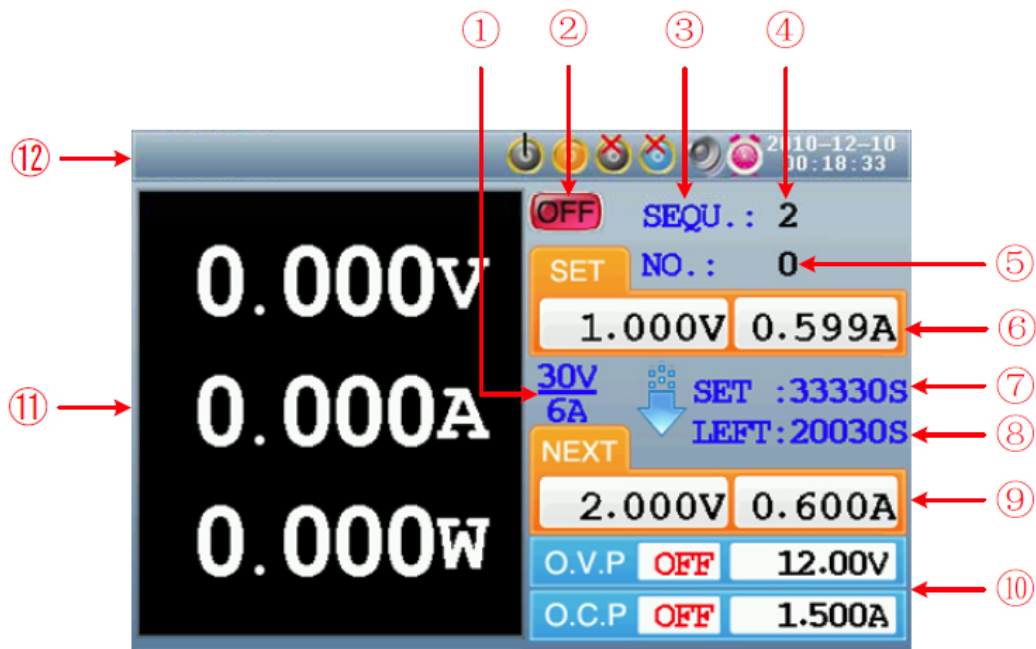 ① ② ③ ④
⑫
2010-12-10
00:18:33
OFF SEQU.: 2
SET NO.: 0 ⑤
0.000V
1.000V 0.599A ⑥
30V
6A
SET :33330S ⑦
⑪ 0.000A
LEFT:20030S ⑧
NEXT
2.000V 0.600A ⑨
0.000W
O.V.P OFF 12.00V
⑩
O.C.P OFF 1.500A